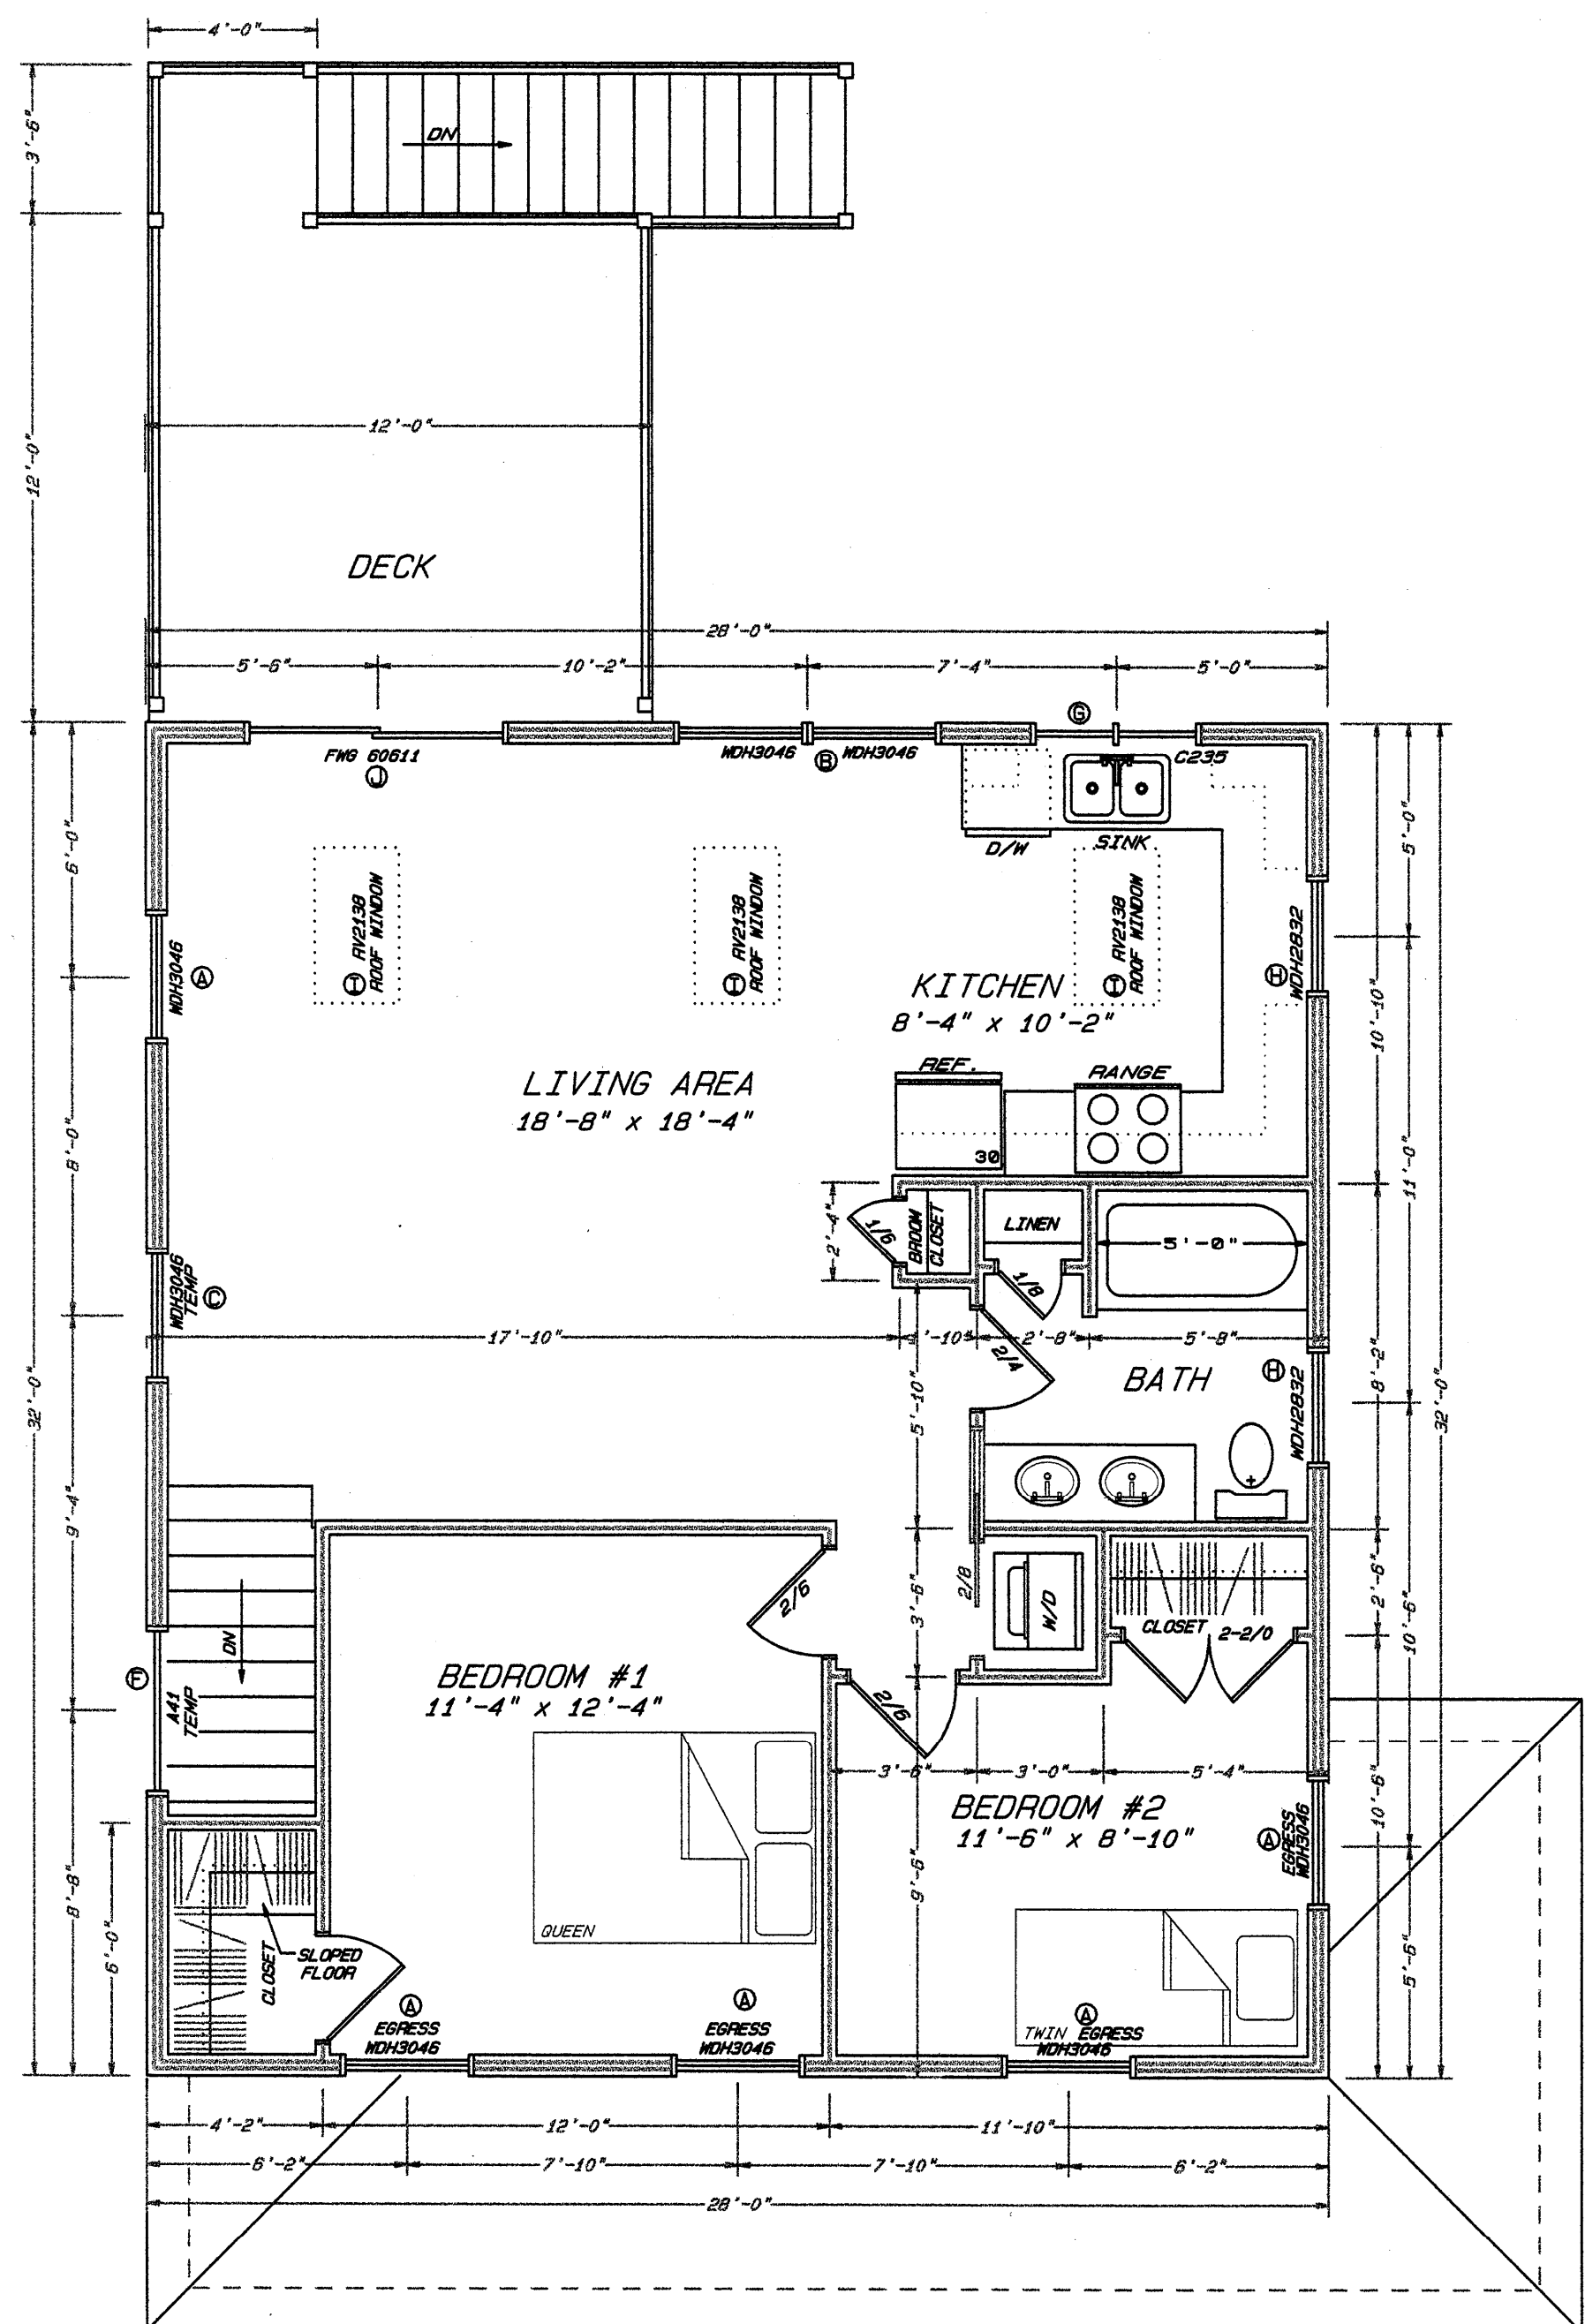 4'-0"
3'-6"
DN
12'-0"
12'-0"
DECK
28'-0"
5'-6"
10'-2"
7'-4"
5'-0"
G
FWG 60611
J
WDH3046
B
WDH3046
C235
D/W
SINK
6'-0"
5'-0"
I RV2138
ROOF WINDOW
I RV2138
ROOF WINDOW
I RV2138
ROOF WINDOW
WDH3046
A
H
WDH2832
KITCHEN
8'-4" x 10'-2"
10'-10"
REF.
RANGE
LIVING AREA
18'-8" x 18'-4"
30
8'-0"
11'-0"
2'-4"
1/6
BROOM
CLOSET
LINEN
1/8
5'-0"
WDH3046
TEMP
C
17'-10"
1'-10"
2'-8"
5'-8"
2/4
BATH
H
WDH2832
8'-2"
32'-0"
32'-0"
5'-10"
9'-4"
2/6
3'-6"
2/8
W/D
CLOSET
2-2/0
2'-6"
10'-6"
DN
F
A41
TEMP
BEDROOM #1
11'-4" x 12'-4"
2/6
3'-6"
3'-0"
5'-4"
BEDROOM #2
11'-6" x 8'-10"
A
EGRESS
WDH3046
10'-6"
9'-6"
8'-8"
6'-0"
QUEEN
CLOSET
SLOPED
FLOOR
5'-6"
A
EGRESS
WDH3046
A
EGRESS
WDH3046
TWIN
A
EGRESS
WDH3046
4'-2"
12'-0"
11'-10"
6'-2"
7'-10"
7'-10"
6'-2"
28'-0"